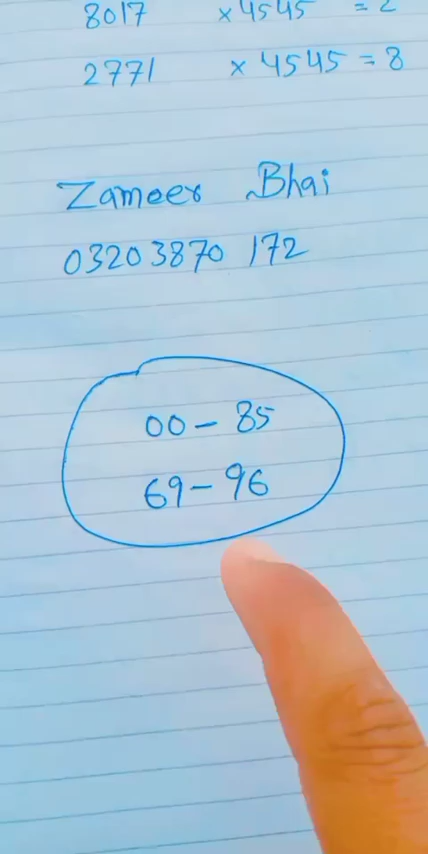 8017 ×4545 = 2
2771 × 4545 = 8
Zameer Bhai
03203870 172
00 – 85
69 – 96